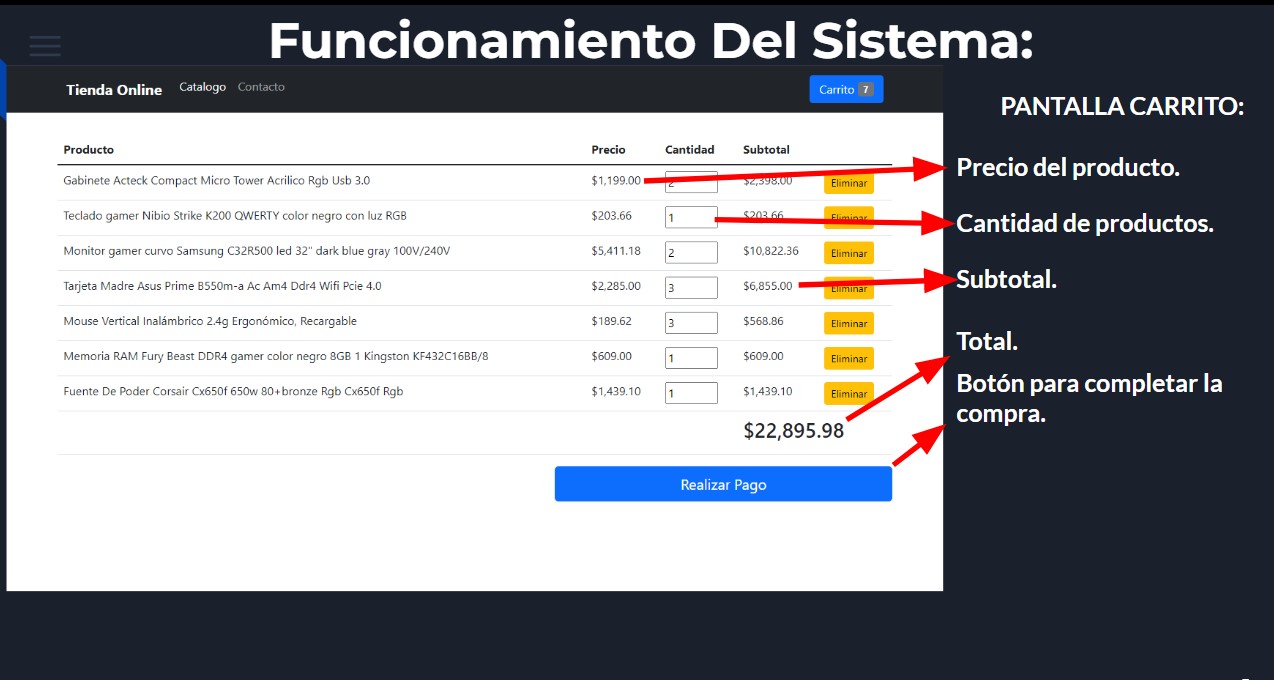 Funcionamiento Del Sistema:
Tienda Online Catalogo Contacto Carrito 7
PANTALLA CARRITO:
Producto Precio Cantidad Subtotal
Gabinete Acteck Compact Micro Tower Acrilico Rgb Usb 3.0 $1,199.00 2 $2,398.00 Eliminar
Precio del producto.
Teclado gamer Nibio Strike K200 QWERTY color negro con luz RGB $203.66 1 $203.66 Eliminar
Cantidad de productos.
Monitor gamer curvo Samsung C32R500 led 32" dark blue gray 100V/240V $5,411.18 2 $10,822.36 Eliminar
Tarjeta Madre Asus Prime B550m-a Ac Am4 Ddr4 Wifi Pcie 4.0 $2,285.00 3 $6,855.00 Eliminar
Subtotal.
Mouse Vertical Inalámbrico 2.4g Ergonómico, Recargable $189.62 3 $568.86 Eliminar
Total.
Memoria RAM Fury Beast DDR4 gamer color negro 8GB 1 Kingston KF432C16BB/8 $609.00 1 $609.00 Eliminar
Fuente De Poder Corsair Cx650f 650w 80+bronze Rgb Cx650f Rgb $1,439.10 1 $1,439.10 Eliminar
Botón para completar la
compra.
$22,895.98
Realizar Pago